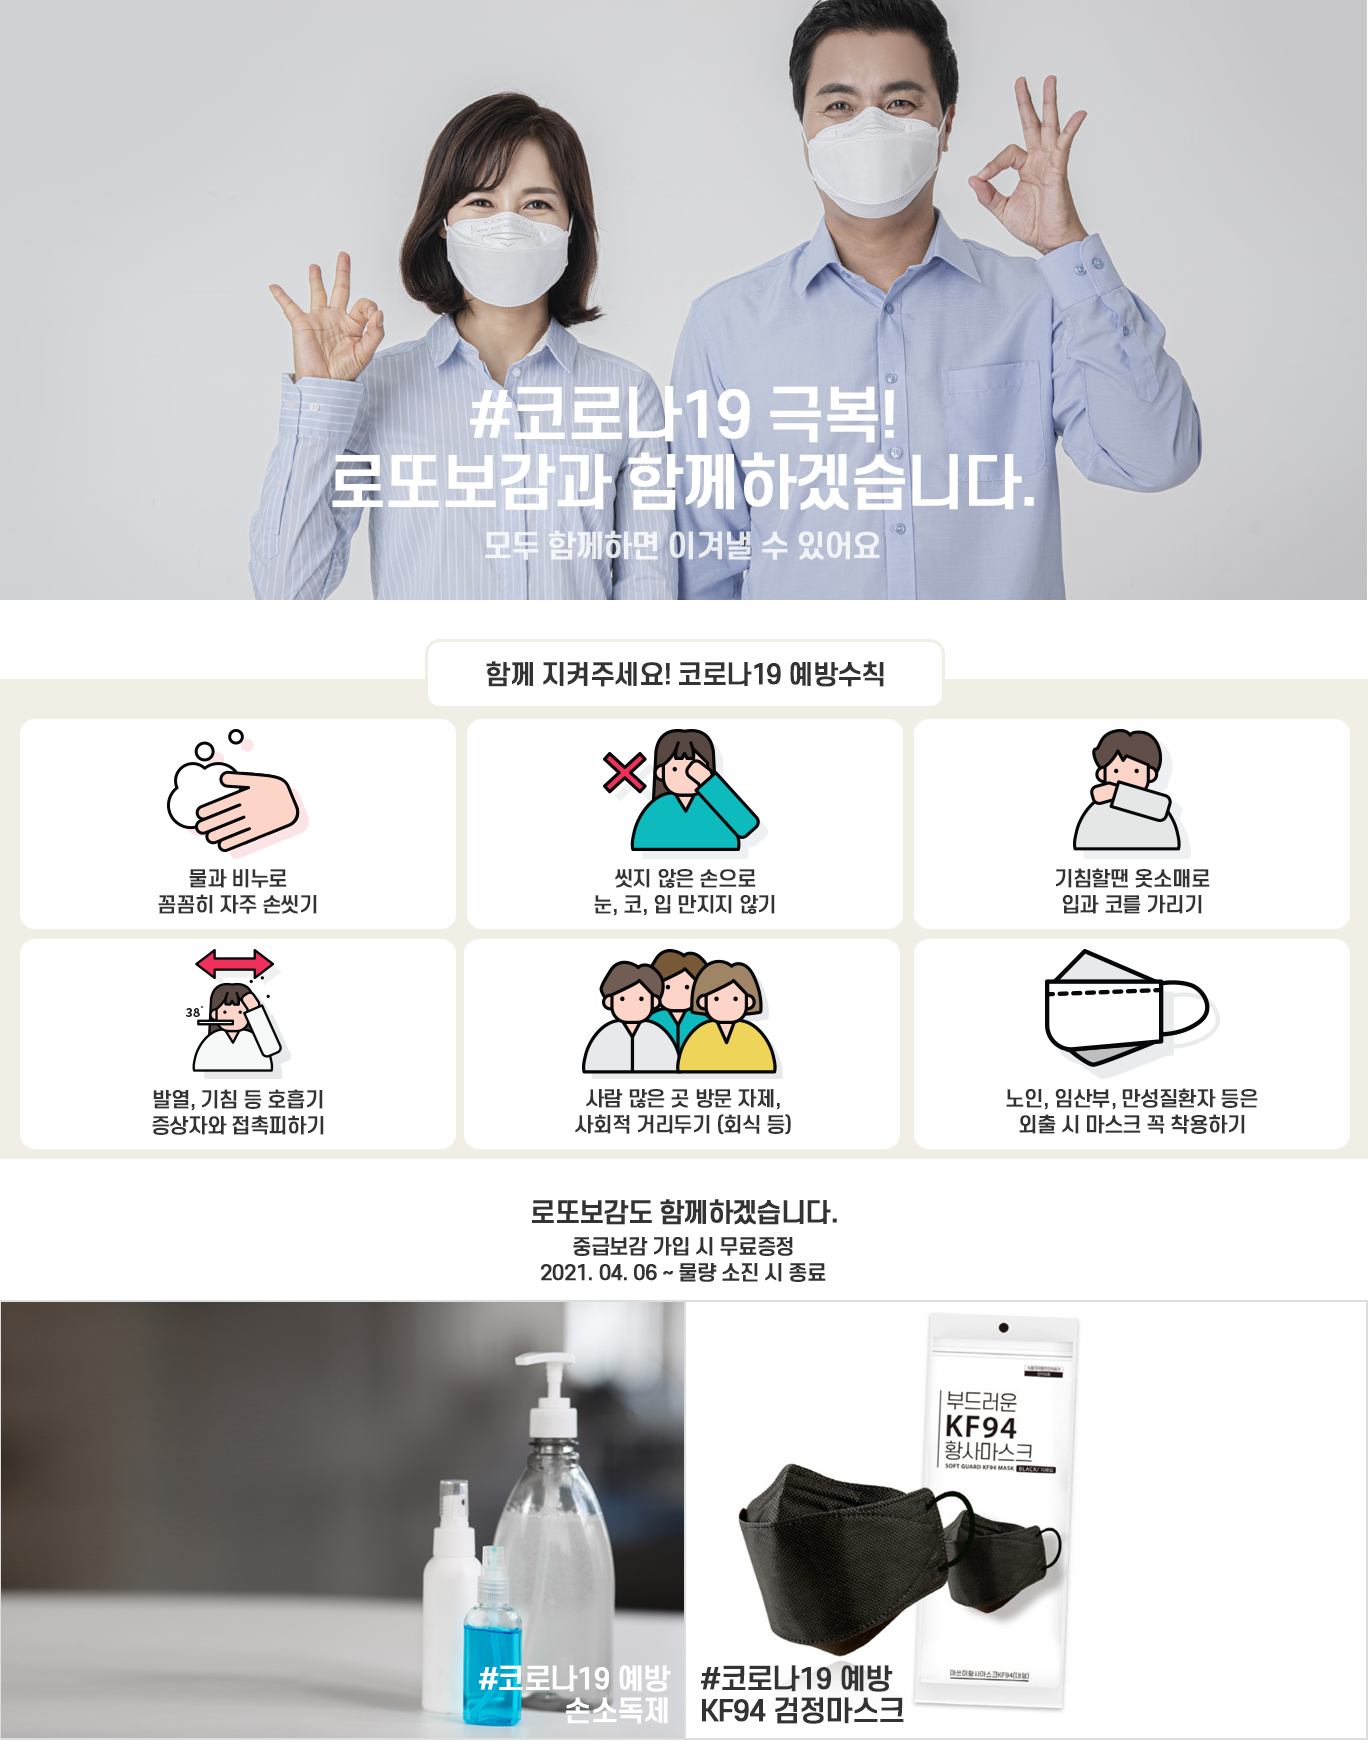 #코로나19 극복!
로또보감과 함께하겠습니다.
모두 함께하면 이겨낼 수 있어요
함께 지켜주세요! 코로나19 예방수칙
물과 비누로
꼼꼼히 자주 손씻기
씻지 않은 손으로
눈, 코, 입 만지지 않기
기침할땐 옷소매로
입과 코를 가리기
38°
발열, 기침 등 호흡기
증상자와 접촉피하기
사람 많은 곳 방문 자제,
사회적 거리두기 (회식 등)
노인, 임산부, 만성질환자 등은
외출 시 마스크 꼭 착용하기
로또보감도 함께하겠습니다.
중급보감 가입 시 무료증정
2021. 04. 06 ~ 물량 소진 시 종료
#코로나19 예방
손소독제
부드러운
KF94
황사마스크
SOFT GUARD KF94 MASK BLACK/
#코로나19 예방
KF94 검정마스크